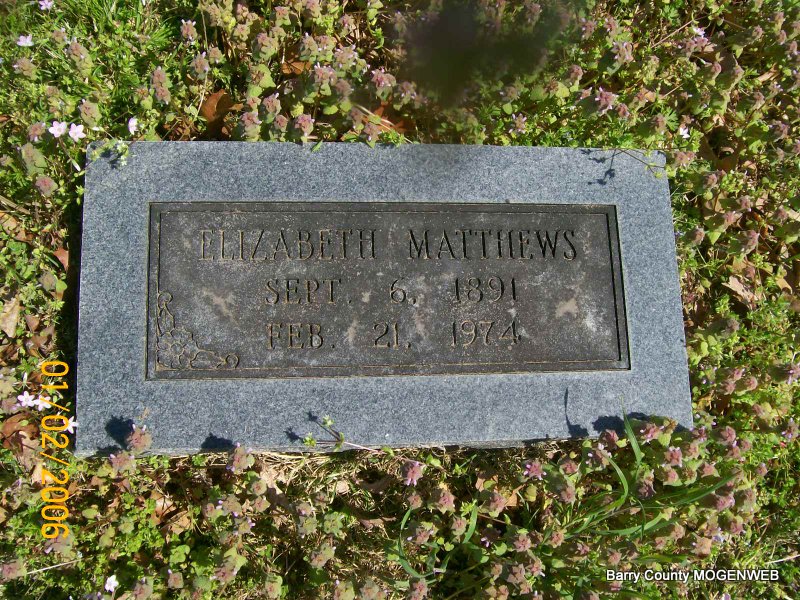 ELIZABETH MATTHEWS
SEPT. 6, 1891
FEB. 21, 1974
01/02/2006
Barry County MOGENWEB